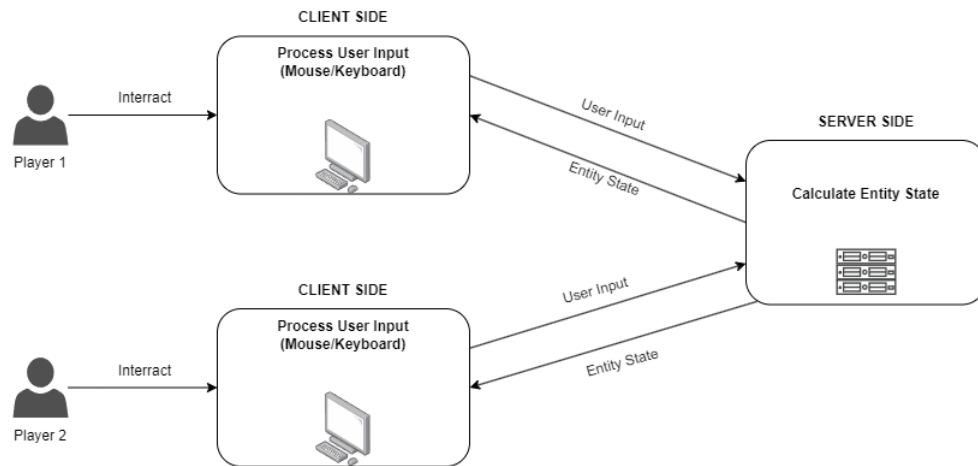 CLIENT SIDE
Process User Input
(Mouse/Keyboard)
Interract
Player 1
User Input
Entity State
SERVER SIDE
Calculate Entity State
CLIENT SIDE
Process User Input
(Mouse/Keyboard)
Interract
Player 2
User Input
Entity State